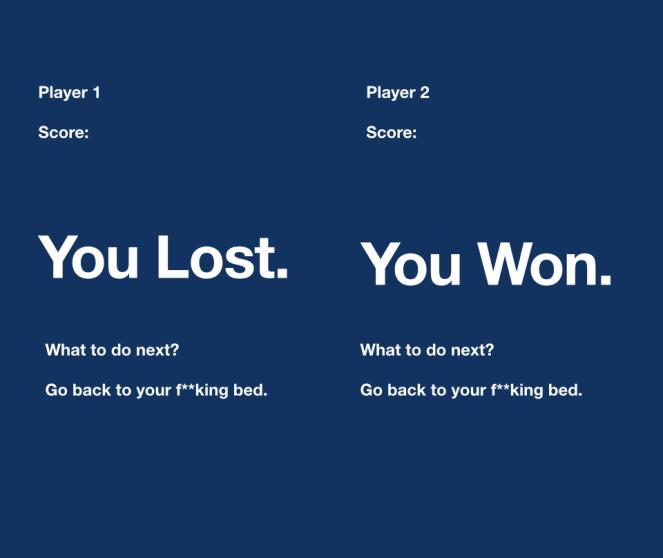 Player 1
Score:
You Lost.
What to do next?
Go back to your f**king bed.
Player 2
Score:
You Won.
What to do next?
Go back to your f**king bed.